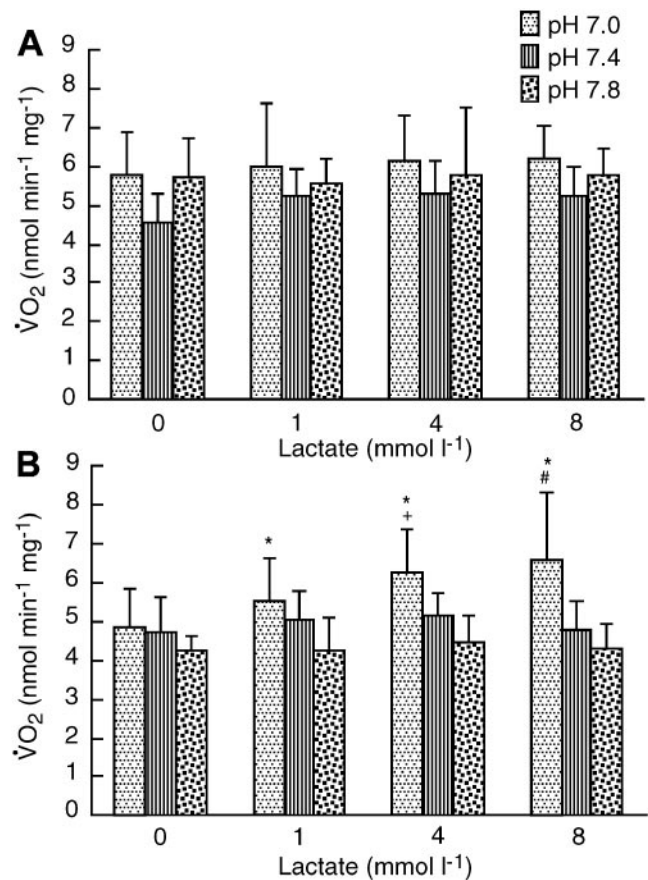 A
pH 7.0
pH 7.4
pH 7.8
V̇O₂ (nmol min⁻¹ mg⁻¹)
9
8
7
6
5
4
3
2
1
0
0 1 4 8
Lactate (mmol l⁻¹)
B
V̇O₂ (nmol min⁻¹ mg⁻¹)
9
8
7
6
5
4
3
2
1
0
*
*
+
*
#
0 1 4 8
Lactate (mmol l⁻¹)